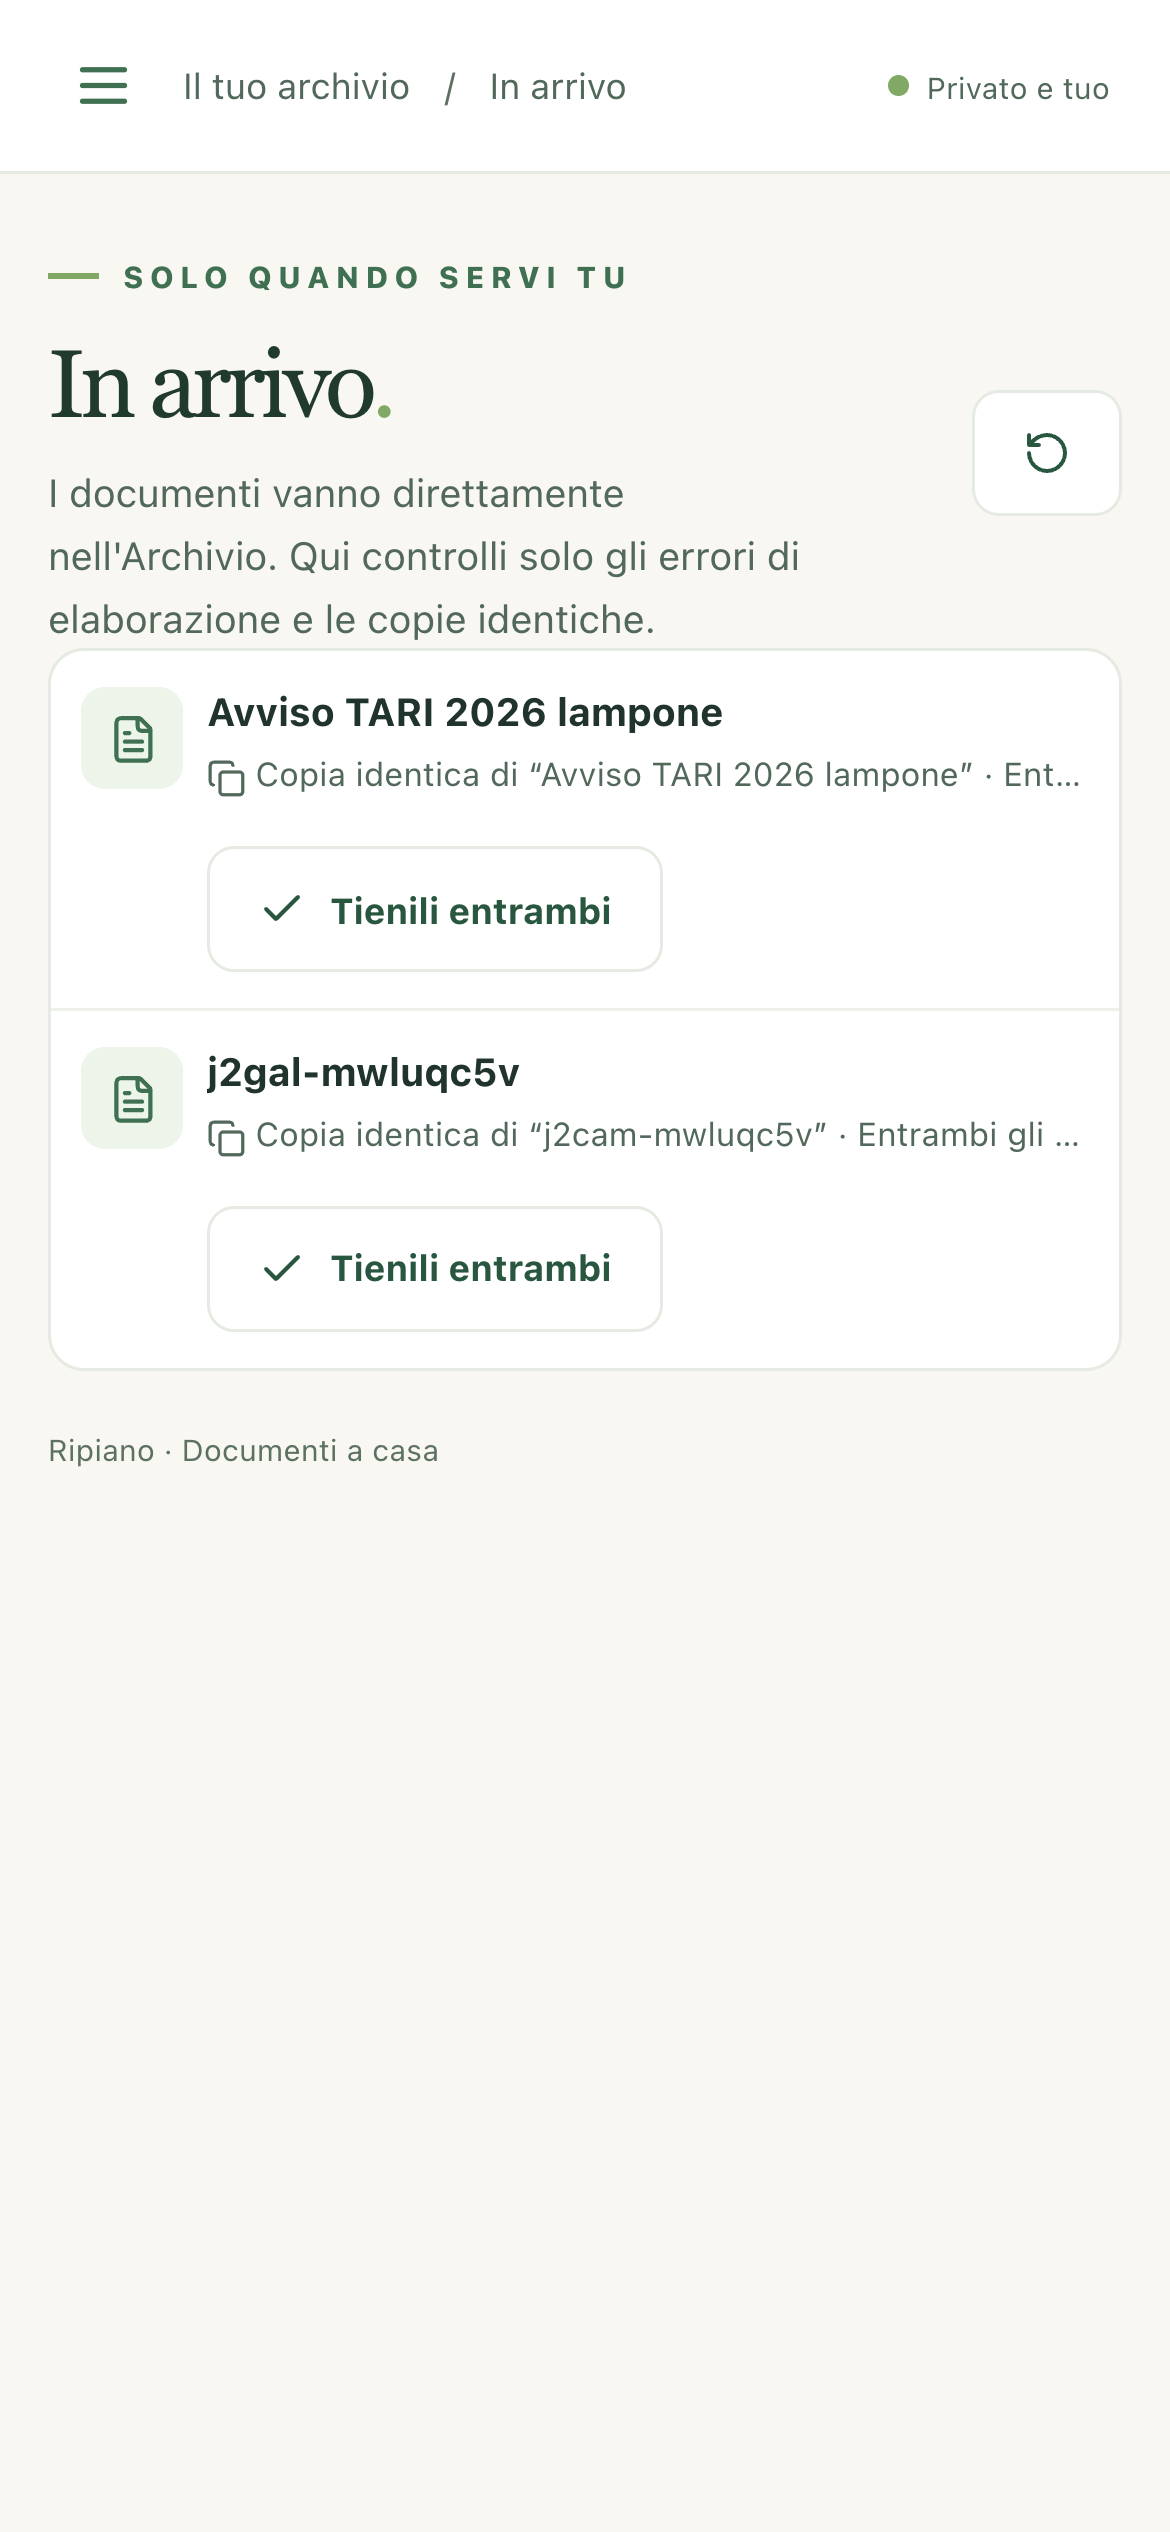 Il tuo archivio / In arrivo
Privato e tuo
SOLO QUANDO SERVI TU
In arrivo.
I documenti vanno direttamente
nell'Archivio. Qui controlli solo gli errori di
elaborazione e le copie identiche.
Avviso TARI 2026 lampone
Copia identica di “Avviso TARI 2026 lampone” · Ent...
Tienili entrambi
j2gal-mwluqc5v
Copia identica di “j2cam-mwluqc5v” · Entrambi gli ...
Tienili entrambi
Ripiano · Documenti a casa